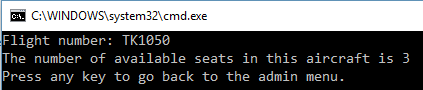 C:\WINDOWS\system32\cmd.exe
Flight number: TK1050
The number of available seats in this aircraft is 3
Press any key to go back to the admin menu.